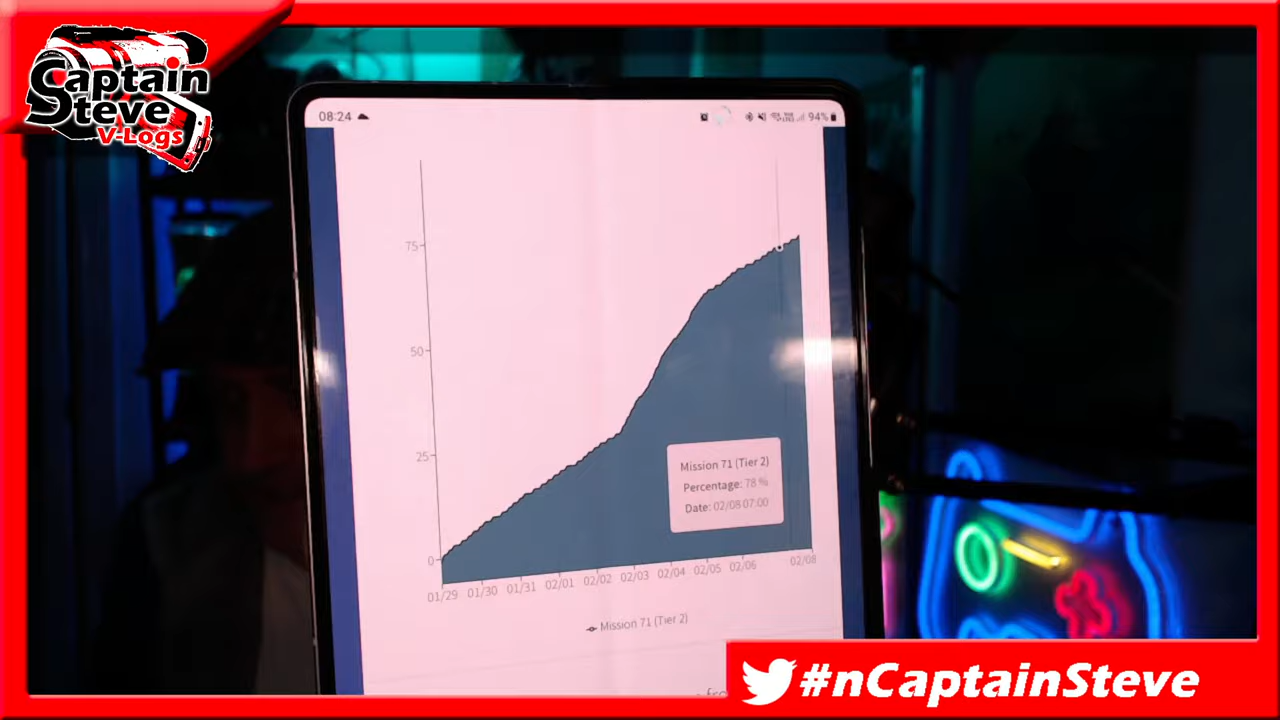 Captain
Steve
V-Logs
08:24
94%
75
50
25
0
Mission 71 (Tier 2)
Percentage: 78 %
Date: 02/08 07:00
01/29 01/30 01/31 02/01 02/02 02/03 02/04 02/05 02/06 02/08
Mission 71 (Tier 2)
#nCaptainSteve